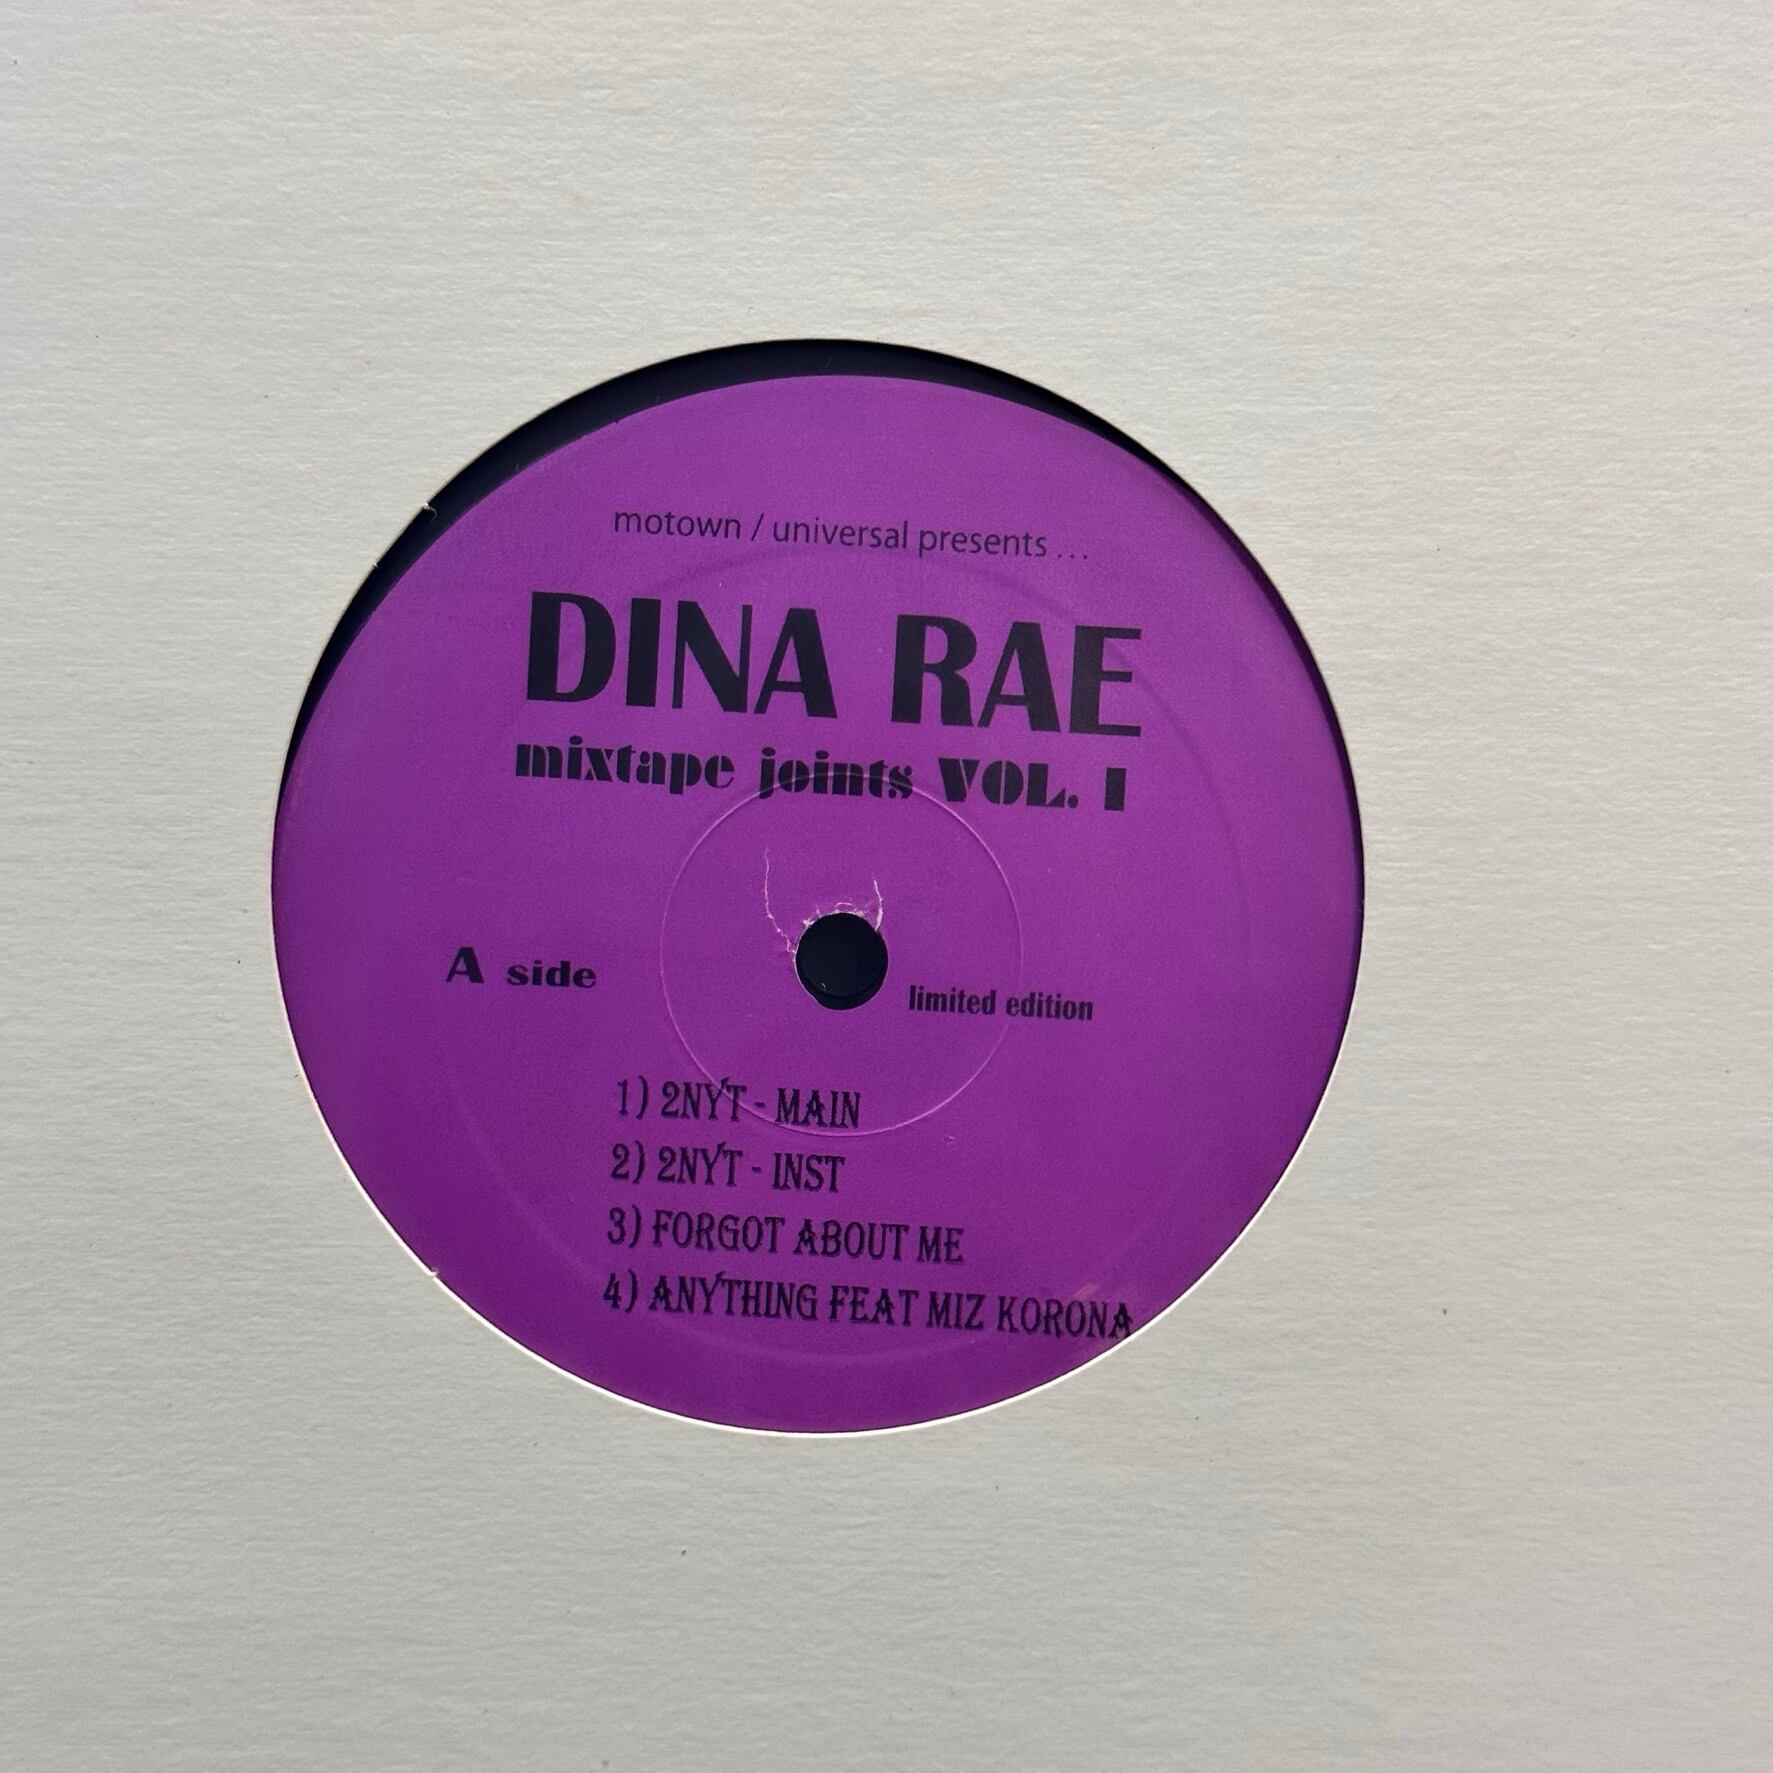 motown / universal presents ...
DINA RAE
mixtape joints VOL. 1
A side
limited edition
1) 2NYT - MAIN
2) 2NYT - INST
3) FORGOT ABOUT ME
4) ANYTHING FEAT MIZ KORONA